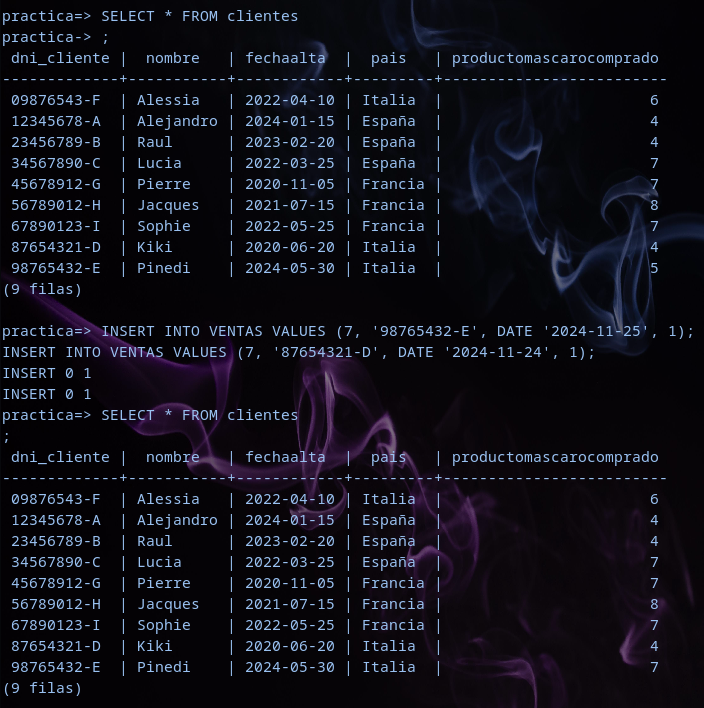 practica=> SELECT * FROM clientes
practica-> ;
 dni_cliente |  nombre   | fechaalta  |  pais   | productomascarocomprado
-------------+-----------+------------+---------+-------------------------
 09876543-F  | Alessia   | 2022-04-10 | Italia  |                       6
 12345678-A  | Alejandro | 2024-01-15 | España  |                       4
 23456789-B  | Raul      | 2023-02-20 | España  |                       4
 34567890-C  | Lucia     | 2022-03-25 | España  |                       7
 45678912-G  | Pierre    | 2020-11-05 | Francia |                       7
 56789012-H  | Jacques   | 2021-07-15 | Francia |                       8
 67890123-I  | Sophie    | 2022-05-25 | Francia |                       7
 87654321-D  | Kiki      | 2020-06-20 | Italia  |                       4
 98765432-E  | Pinedi    | 2024-05-30 | Italia  |                       5
(9 filas)

practica=> INSERT INTO VENTAS VALUES (7, '98765432-E', DATE '2024-11-25', 1);
INSERT INTO VENTAS VALUES (7, '87654321-D', DATE '2024-11-24', 1);
INSERT 0 1
INSERT 0 1
practica=> SELECT * FROM clientes
;
 dni_cliente |  nombre   | fechaalta  |  pais   | productomascarocomprado
-------------+-----------+------------+---------+-------------------------
 09876543-F  | Alessia   | 2022-04-10 | Italia  |                       6
 12345678-A  | Alejandro | 2024-01-15 | España  |                       4
 23456789-B  | Raul      | 2023-02-20 | España  |                       4
 34567890-C  | Lucia     | 2022-03-25 | España  |                       7
 45678912-G  | Pierre    | 2020-11-05 | Francia |                       7
 56789012-H  | Jacques   | 2021-07-15 | Francia |                       8
 67890123-I  | Sophie    | 2022-05-25 | Francia |                       7
 87654321-D  | Kiki      | 2020-06-20 | Italia  |                       4
 98765432-E  | Pinedi    | 2024-05-30 | Italia  |                       7
(9 filas)